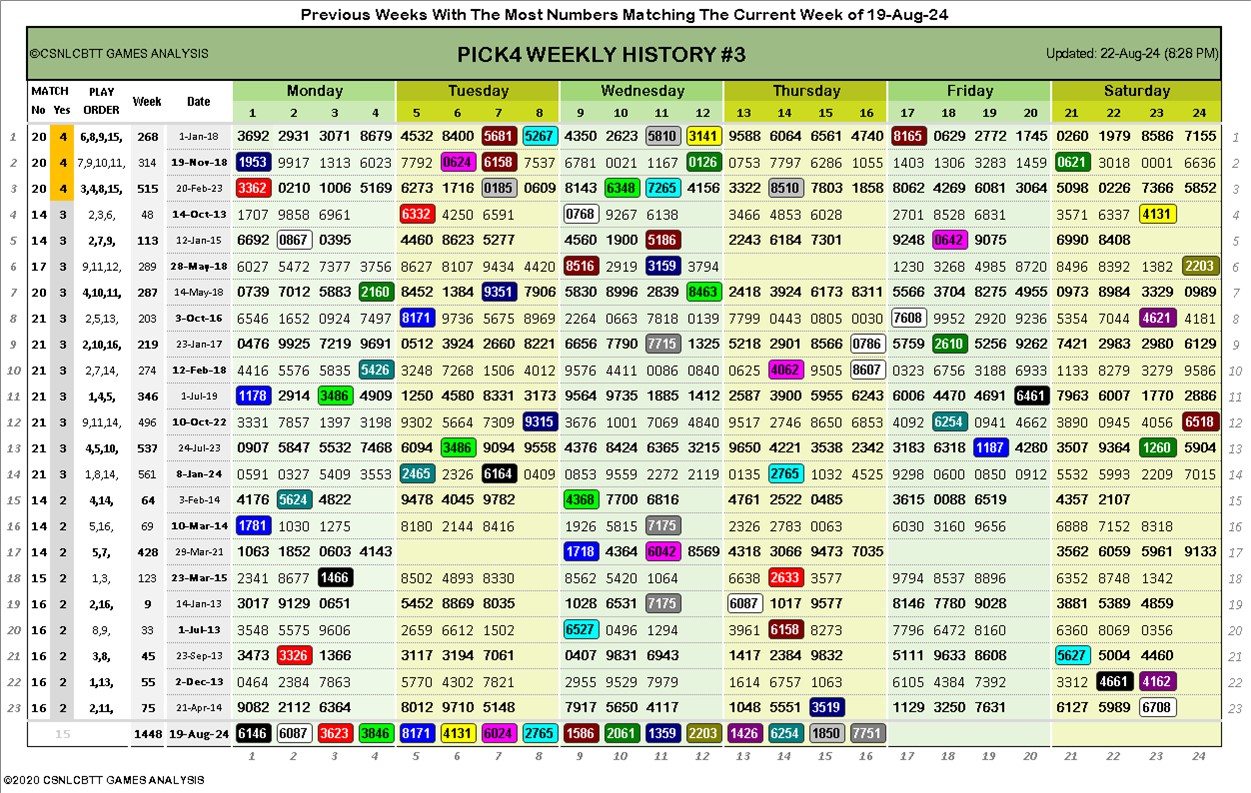 Previous Weeks With The Most Numbers Matching The Current Week of 19-Aug-24
©CSNLCBTT GAMES ANALYSIS PICK4 WEEKLY HISTORY #3 Updated: 22-Aug-24 (8:28 PM)
MATCH PLAY Week Date Monday Tuesday Wednesday Thursday Friday Saturday
No Yes ORDER 1 2 3 4 5 6 7 8 9 10 11 12 13 14 15 16 17 18 19 20 21 22 23 24
1 20 4 6,8,9,15, 268 1-Jan-18 3692 2931 3071 8679 4532 8400 5681 5267 4350 2623 5810 3141 9588 6064 6561 4740 8165 0629 2772 1745 0260 1979 8586 7155 1
2 20 4 7,9,10,11, 314 19-Nov-18 1953 9917 1313 6023 7792 0624 6158 7537 6781 0021 1167 0126 0753 7797 6286 1055 1403 1306 3283 1459 0621 3018 0001 6636 2
3 20 4 3,4,8,15, 515 20-Feb-23 3362 0210 1006 5169 6273 1716 0185 0609 8143 6348 7265 4156 3322 8510 7803 1858 8062 4269 6081 3064 5098 0226 7366 5852 3
4 14 3 2,3,6, 48 14-Oct-13 1707 9858 6961 6332 4250 6591 0768 9267 6138 3466 4853 6028 2701 8528 6831 3571 6337 4131 4
5 14 3 2,7,9, 113 12-Jan-15 6692 0867 0395 4460 8623 5277 4560 1900 5186 2243 6184 7301 9248 0642 9075 6990 8408 5
6 17 3 9,11,12, 289 28-May-18 6027 5472 7377 3756 8627 8107 9434 4420 8516 2919 3159 3794 1230 3268 4985 8720 8496 8392 1382 2203 6
7 20 3 4,10,11, 287 14-May-18 0739 7012 5883 2160 8452 1384 9351 7906 5830 8996 2839 8463 2418 3924 6173 8311 5566 3704 8275 4955 0973 8984 3329 0989 7
8 21 3 2,5,13, 203 3-Oct-16 6546 1652 0924 7497 8171 9736 5675 8969 2264 0663 7818 0139 7799 0443 0805 0030 7608 9952 2920 9236 5354 7044 4621 4181 8
9 21 3 2,10,16, 219 23-Jan-17 0476 9925 7219 9691 0512 3924 2660 8221 6656 7790 7715 1325 5218 2901 8566 0786 5759 2610 5256 9262 7421 2983 2980 6129 9
10 21 3 2,7,14, 274 12-Feb-18 4416 5576 5835 5426 3248 7268 1506 4012 9576 4411 0086 0840 0625 4062 9505 8607 0323 6756 3188 6933 1133 8279 3279 9586 10
11 21 3 1,4,5, 346 1-Jul-19 1178 2914 3486 4909 1250 4580 8331 3173 9564 9735 1885 1412 2587 3900 5955 6243 6006 4470 4691 6461 7963 6007 1770 2886 11
12 21 3 9,11,14, 496 10-Oct-22 3331 7857 1397 3198 9302 5664 7309 9315 3676 1001 7069 4840 9517 2746 8650 6853 4092 6254 0941 4662 3890 0945 4056 6518 12
13 21 3 4,5,10, 537 24-Jul-23 0907 5847 5532 7468 6094 3486 9094 9558 4376 8424 6365 3215 9650 4221 3538 2342 3183 6318 1187 4280 3507 9364 1260 5904 13
14 21 3 1,8,14, 561 8-Jan-24 0591 0327 5409 3553 2465 2326 6164 0409 0853 9559 2272 2119 0135 2765 1032 4525 9298 0600 0850 0912 5532 5993 2209 7015 14
15 14 2 4,14, 64 3-Feb-14 4176 5624 4822 9478 4045 9782 4368 7700 6816 4761 2522 0485 3615 0088 6519 4357 2107 15
16 14 2 5,16, 69 10-Mar-14 1781 1030 1275 8180 2144 8416 1926 5815 7175 2326 2783 0063 6030 3160 9656 6888 7152 8318 16
17 14 2 5,7, 428 29-Mar-21 1063 1852 0603 4143 1718 4364 6042 8569 4318 3066 9473 7035 3562 6059 5961 9133 17
18 15 2 1,3, 123 23-Mar-15 2341 8677 1466 8502 4893 8330 8562 5420 1064 6638 2633 3577 9794 8537 8896 6352 8748 1342 18
19 16 2 2,16, 9 14-Jan-13 3017 9129 0651 5452 8869 8035 1028 6531 7175 6087 1017 9577 8146 7780 9028 3881 5389 4859 19
20 16 2 8,9, 33 1-Jul-13 3548 5575 9606 2659 6612 1502 6527 0496 1294 3961 6158 8273 7796 6472 8160 6360 8069 0356 20
21 16 2 3,8, 45 23-Sep-13 3473 3326 1366 3117 3194 7061 0407 9831 6943 1417 2384 9832 5111 9633 8608 5627 5004 4460 21
22 16 2 1,13, 55 2-Dec-13 0464 2384 7863 5770 4302 7821 2955 9529 7979 1614 6757 1063 6105 4384 7392 3312 4661 4162 22
23 16 2 2,11, 75 21-Apr-14 9082 2112 6364 8012 9710 5148 7917 5650 4117 1048 5551 3519 1129 3250 7631 6127 5989 6708 23
15 1448 19-Aug-24 6146 6087 3623 3846 8171 4131 6024 2765 1586 2061 1359 2203 1426 6254 1850 7751
1 2 3 4 5 6 7 8 9 10 11 12 13 14 15 16 17 18 19 20 21 22 23 24
©2020 CSNLCBTT GAMES ANALYSIS